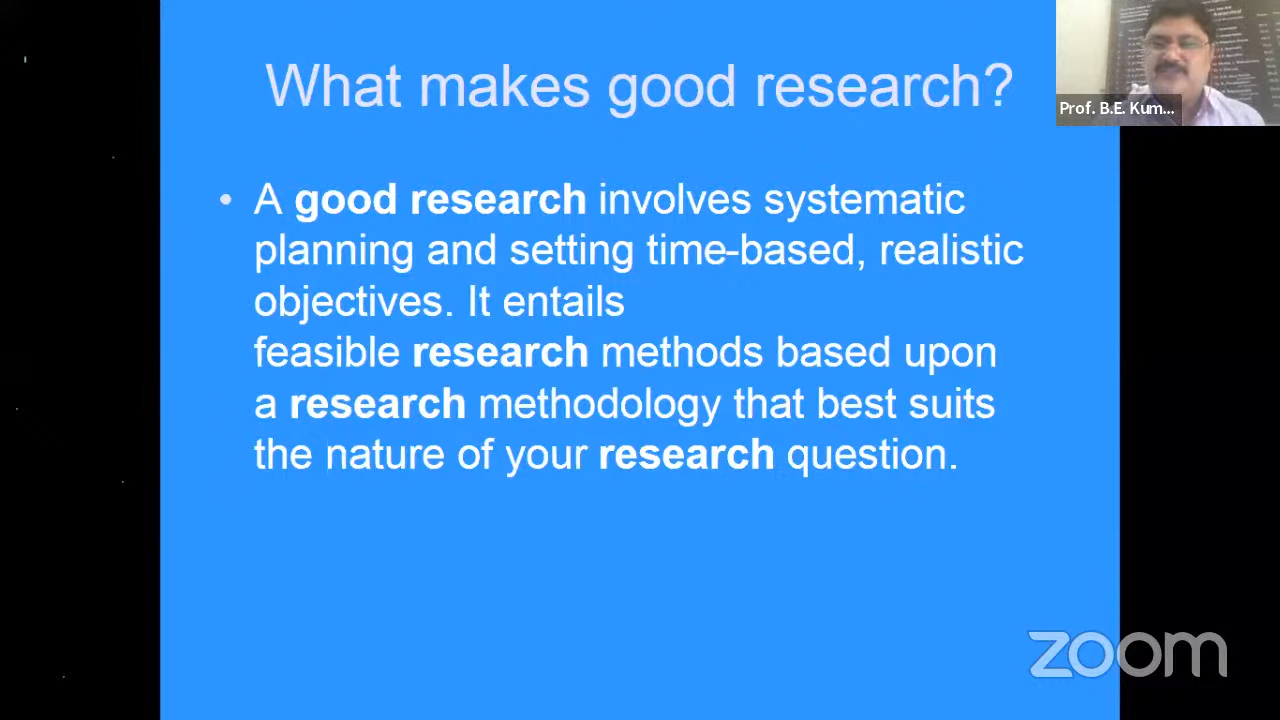 What makes good research?
Prof. B.E. Kum...
• A good research involves systematic
planning and setting time-based, realistic
objectives. It entails
feasible research methods based upon
a research methodology that best suits
the nature of your research question.
zoom